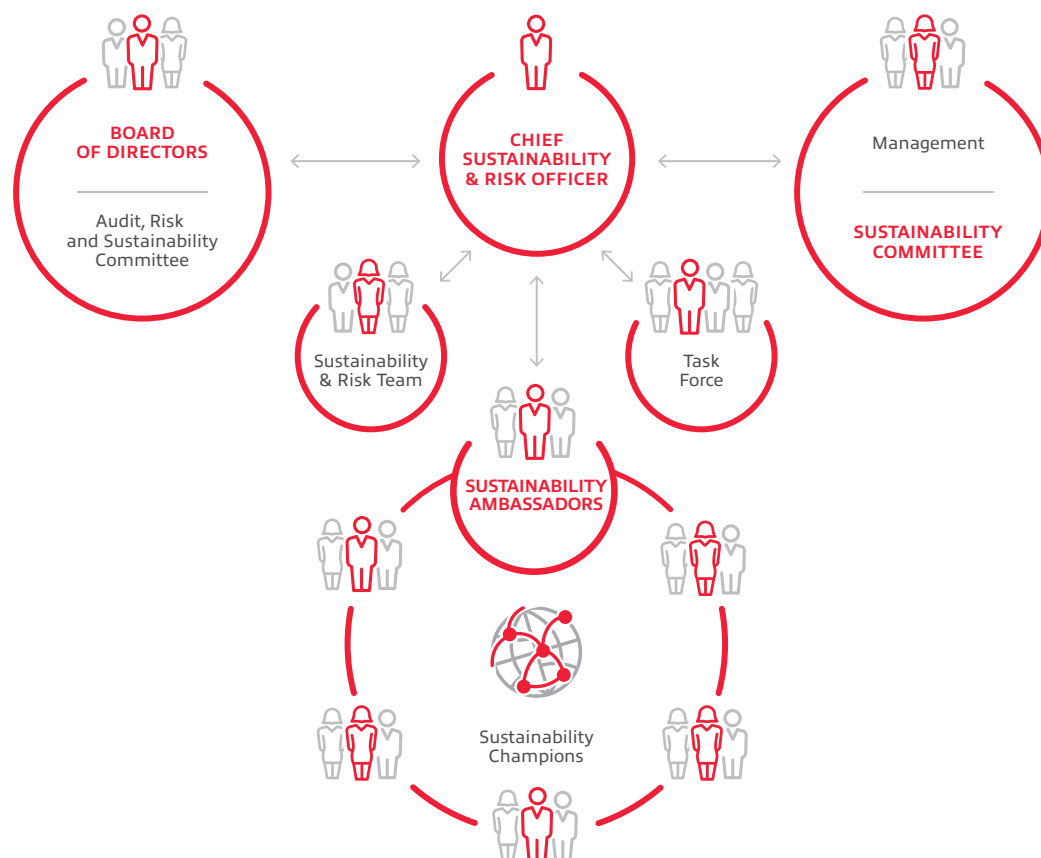 BOARD
OF DIRECTORS
Audit, Risk
and Sustainability
Committee
CHIEF
SUSTAINABILITY
& RISK OFFICER
Management
SUSTAINABILITY
COMMITTEE
Sustainability
& Risk Team
Task
Force
SUSTAINABILITY
AMBASSADORS
Sustainability
Champions